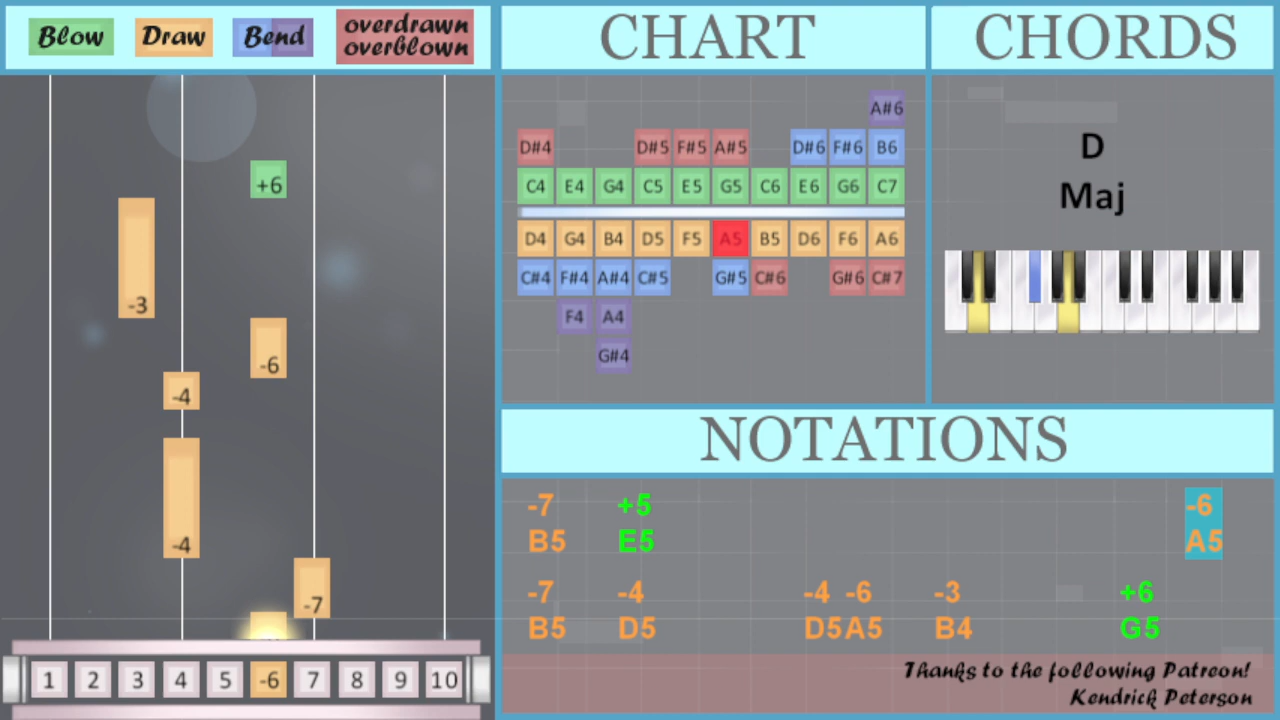 Blow Draw Bend overdrawn
overblown
CHART
CHORDS
A#6
D#4 D#5 F#5 A#5 D#6 F#6 B6
C4 E4 G4 C5 E5 G5 C6 E6 G6 C7
D4 G4 B4 D5 F5 A5 B5 D6 F6 A6
C#4 F#4 A#4 C#5 G#5 C#6 G#6 C#7
F4 A4
G#4
D
Maj
+6
-3
-6
-4
-4
-7
1 2 3 4 5 -6 7 8 9 10
NOTATIONS
-7 +5 -6
B5 E5 A5
-7 -4 -4 -6 -3 +6
B5 D5 D5 A5 B4 G5
Thanks to the following Patreon!
Kendrick Peterson